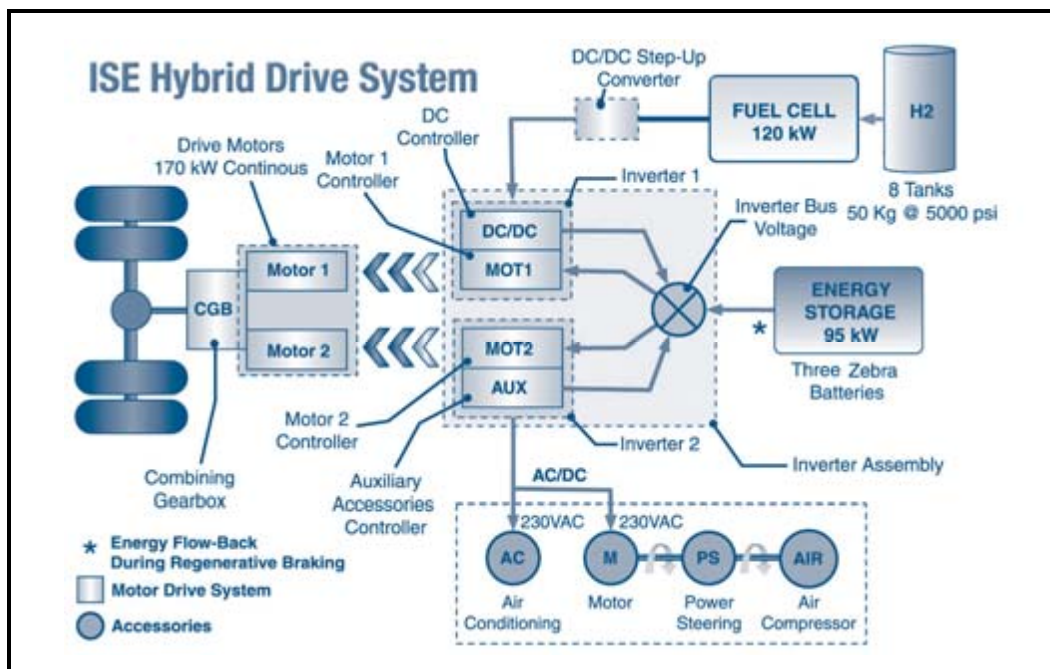 ISE Hybrid Drive System
DC/DC Step-Up
Converter
FUEL CELL
120 kW
H2
8 Tanks
50 Kg @ 5000 psi
DC
Controller
Drive Motors
170 kW Continous
Motor 1
Controller
Inverter 1
Inverter Bus
Voltage
DC/DC
MOT1
Motor 1
CGB
Motor 2
MOT2
AUX
ENERGY
STORAGE
95 kW
*
Three Zebra
Batteries
Motor 2
Controller
Inverter 2
Inverter Assembly
Combining
Gearbox
Auxiliary
Accessories
Controller
AC/DC
230VAC
230VAC
AC
M
PS
AIR
Air
Conditioning
Motor
Power
Steering
Air
Compressor
* Energy Flow-Back
During Regenerative Braking
Motor Drive System
Accessories